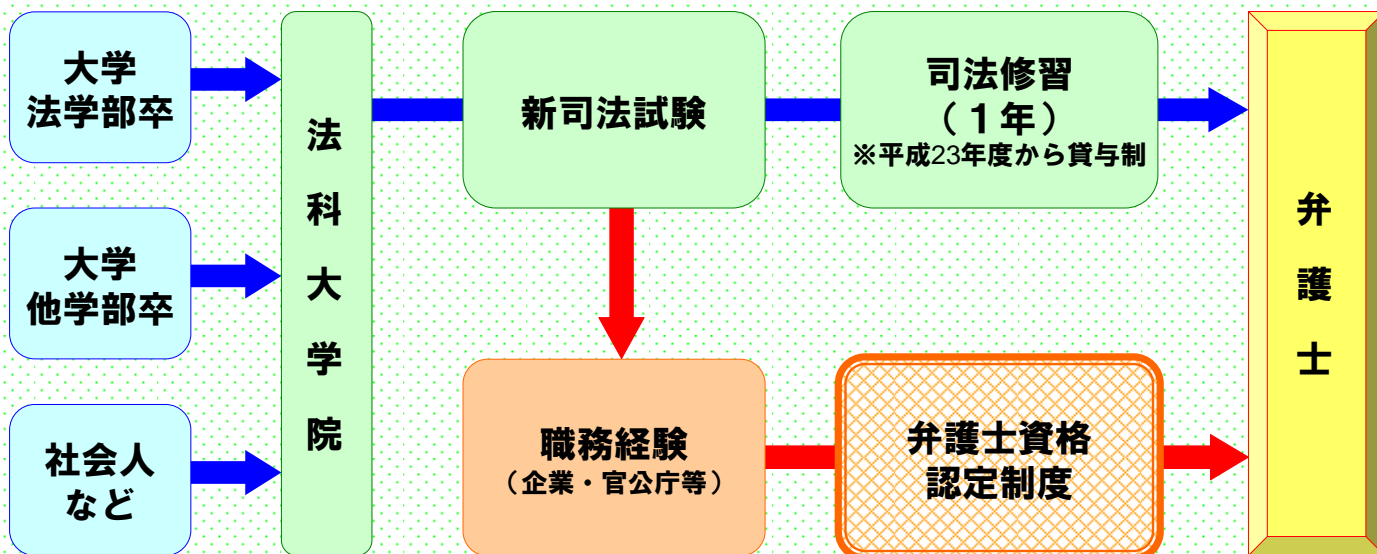 大学
法学部卒
大学
他学部卒
社会人
など
法科大学院
新司法試験
司法修習
（１年）
※平成23年度から貸与制
職務経験
（企業・官公庁等）
弁護士資格
認定制度
弁護士